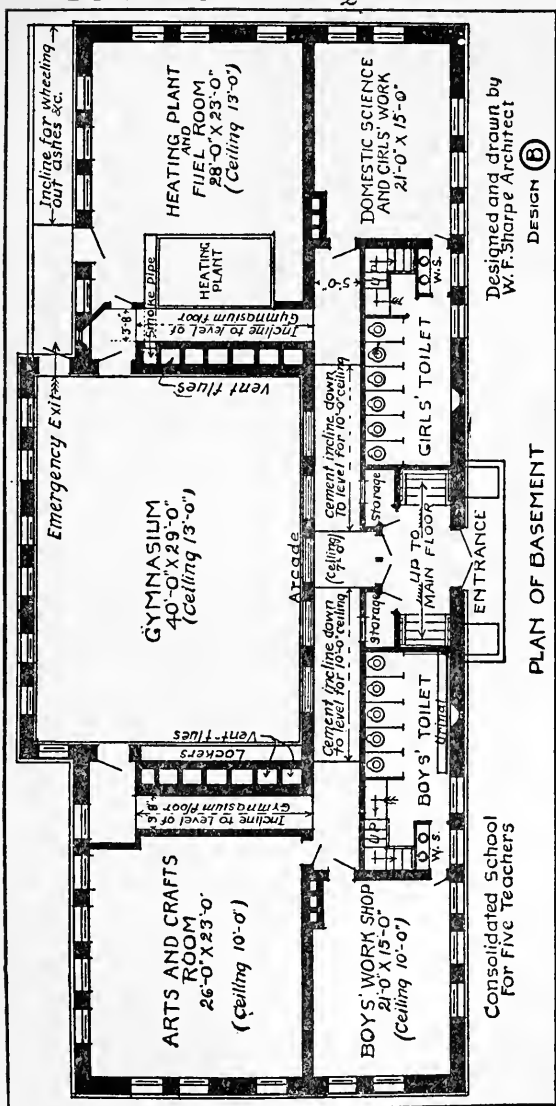 Incline for wheeling
out ashes &c.
HEATING PLANT
AND
FUEL ROOM
28'-0" X 23'-0"
(Ceiling 13'-0")
HEATING
PLANT
Smoke pipe
3'-8"
Incline to level of
Gymnasium floor
Vent flues
Emergency Exit
GYMNASIUM
40'-0" X 29'-0"
(Ceiling 13'-0")
Arcade
Lockers
Vent flues
3'-8"
Incline to Level of
Gymnasium Floor
ARTS AND CRAFTS
ROOM
26'-0" X 23'-0"
(Ceiling 10'-0")
DOMESTIC SCIENCE
AND GIRLS' WORK
21'-0" X 15'-0"
5'-0"
Cement incline down
To level for 10'-0" ceiling
(Ceiling
7'-0")
Cement incline down
To level for 10'-0" ceiling
UP
W.S.
GIRLS' TOILET
Storage
Storage
UP TO
MAIN FLOOR
ENTRANCE
BOYS' TOILET
Urinal
UP
W.S.
BOYS' WORK SHOP
21'-0" X 15'-0"
(Ceiling 10'-0")
Consolidated School
For Five Teachers
PLAN OF BASEMENT
Designed and drawn by
W.F. Sharpe Architect
DESIGN B